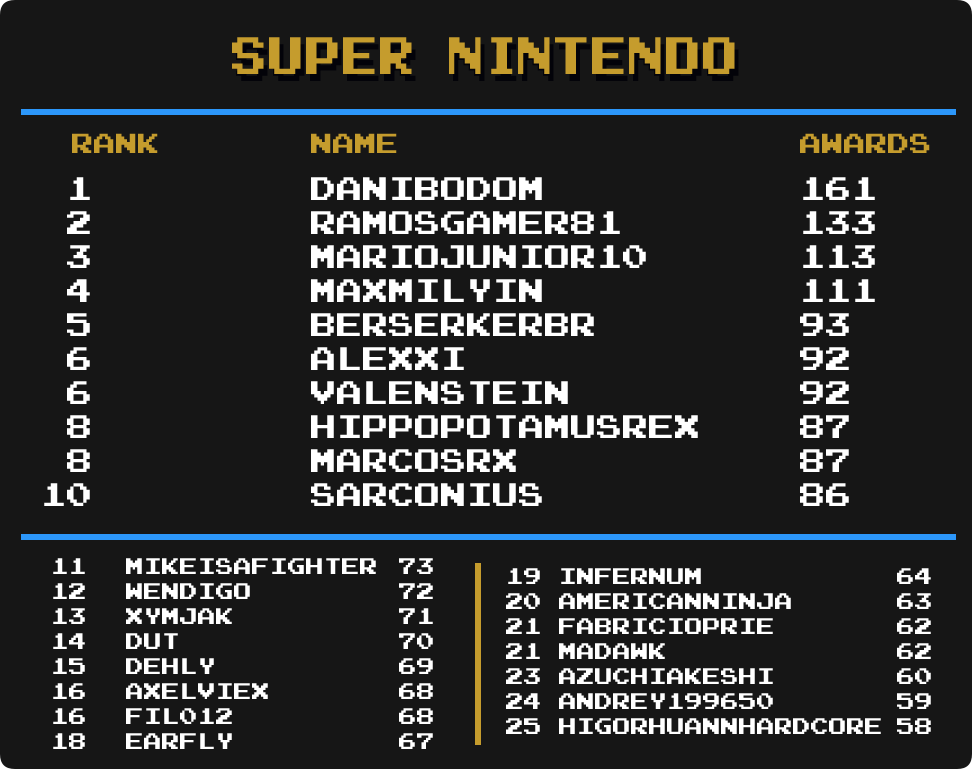 SUPER NINTENDO
RANK NAME AWARDS
1 DANIBODOM 161
2 RAMOSGAMER81 133
3 MARIOJUNIOR10 113
4 MAXMILYIN 111
5 BERSERKERBR 93
6 ALEXXI 92
6 VALENSTEIN 92
8 HIPPOPOTAMUSREX 87
8 MARCOSRX 87
10 SARCONIUS 86
11 MIKEISAFIGHTER 73
12 WENDIGO 72
13 XYMJAK 71
14 DUT 70
15 DEHLY 69
16 AXELVIEX 68
16 FIL012 68
18 EARFLY 67
19 INFERNUM 64
20 AMERICANNINJA 63
21 FABRICIOPRIE 62
21 MADAWK 62
23 AZUCHIAKESHI 60
24 ANDREY199650 59
25 HIGORHUANNHARDCORE 58